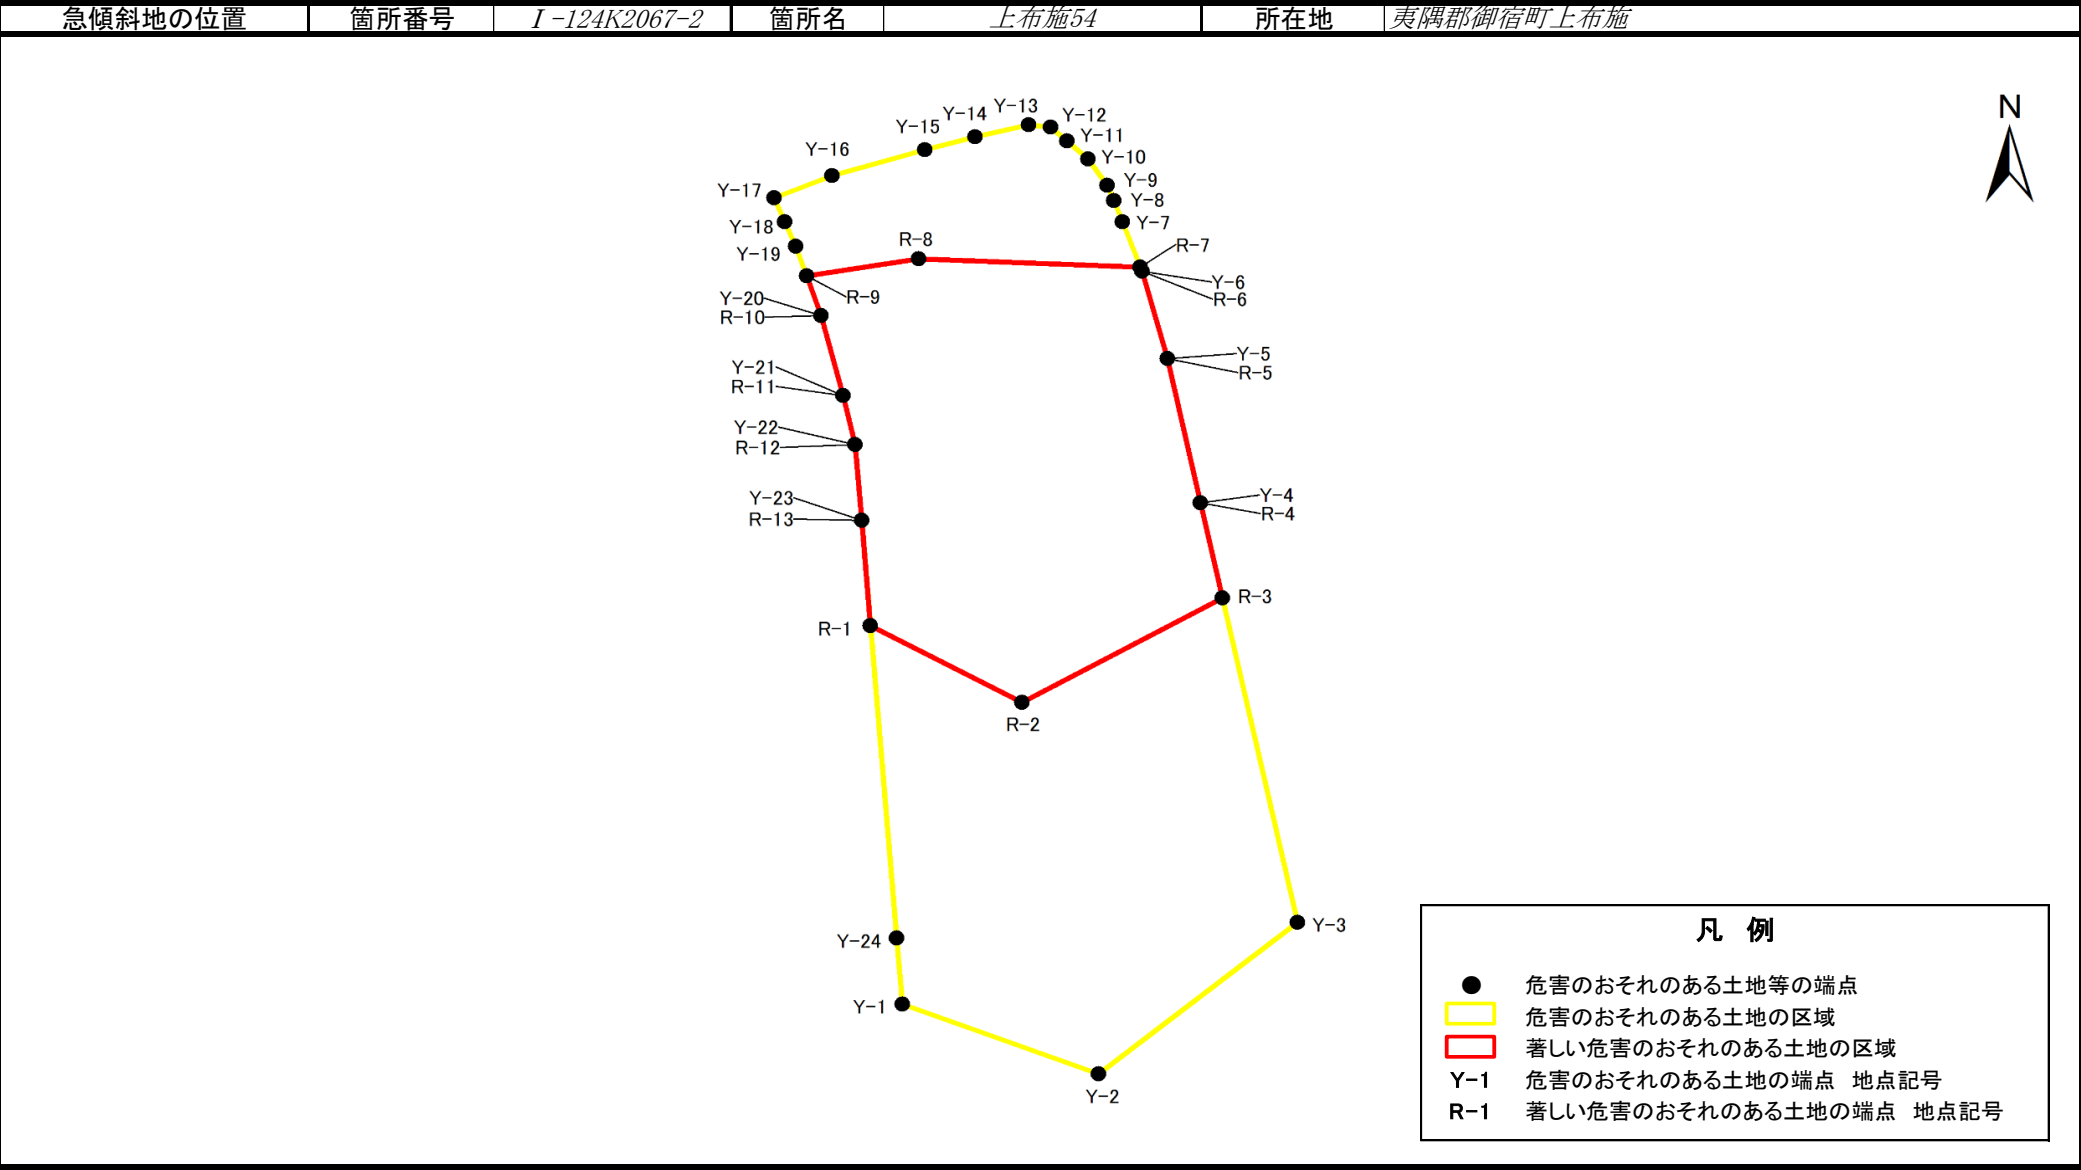 急傾斜地の位置 箇所番号 Ⅰ-124K2067-2 箇所名 上布施54 所在地 夷隅郡御宿町上布施
N
Y-13
Y-14
Y-12
Y-15
Y-11
Y-16
Y-10
Y-9
Y-17
Y-8
Y-18
Y-7
R-8
R-7
Y-19
Y-6
Y-20
R-9
R-6
R-10
Y-5
Y-21
R-5
R-11
Y-22
R-12
Y-23
Y-4
R-13
R-4
R-3
R-1
R-2
Y-3
Y-24
Y-1
Y-2
凡 例
危害のおそれのある土地等の端点
危害のおそれのある土地の区域
著しい危害のおそれのある土地の区域
Y-1 危害のおそれのある土地の端点 地点記号
R-1 著しい危害のおそれのある土地の端点 地点記号